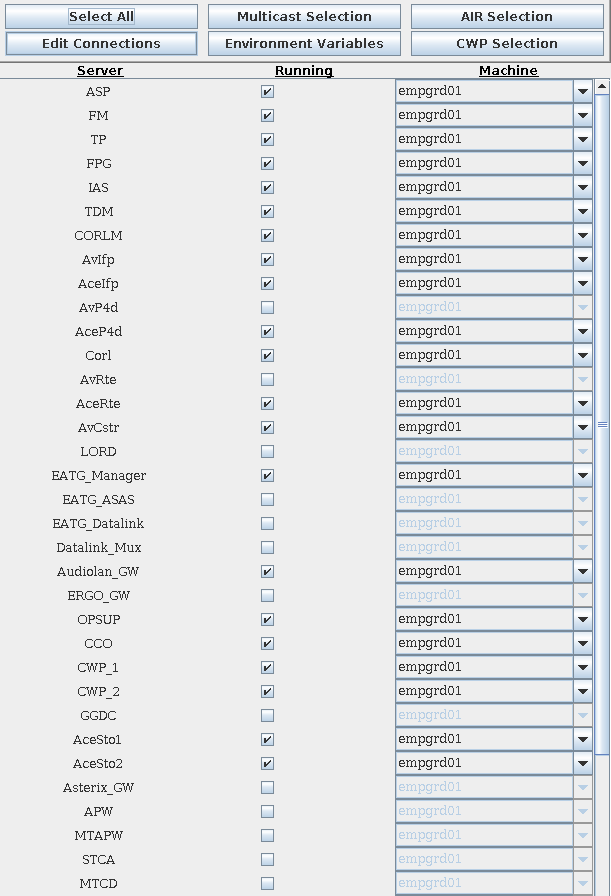 Select All Multicast Selection AIR Selection
Edit Connections Environment Variables CWP Selection
Server Running Machine
ASP empgrd01
FM empgrd01
TP empgrd01
FPG empgrd01
IAS empgrd01
TDM empgrd01
CORLM empgrd01
AvIfp empgrd01
AceIfp empgrd01
AvP4d empgrd01
AceP4d empgrd01
Corl empgrd01
AvRte empgrd01
AceRte empgrd01
AvCstr empgrd01
LORD empgrd01
EATG_Manager empgrd01
EATG_ASAS empgrd01
EATG_Datalink empgrd01
Datalink_Mux empgrd01
Audiolan_GW empgrd01
ERGO_GW empgrd01
OPSUP empgrd01
CCO empgrd01
CWP_1 empgrd01
CWP_2 empgrd01
GGDC empgrd01
AceSto1 empgrd01
AceSto2 empgrd01
Asterix_GW empgrd01
APW empgrd01
MTAPW empgrd01
STCA empgrd01
MTCD empgrd01